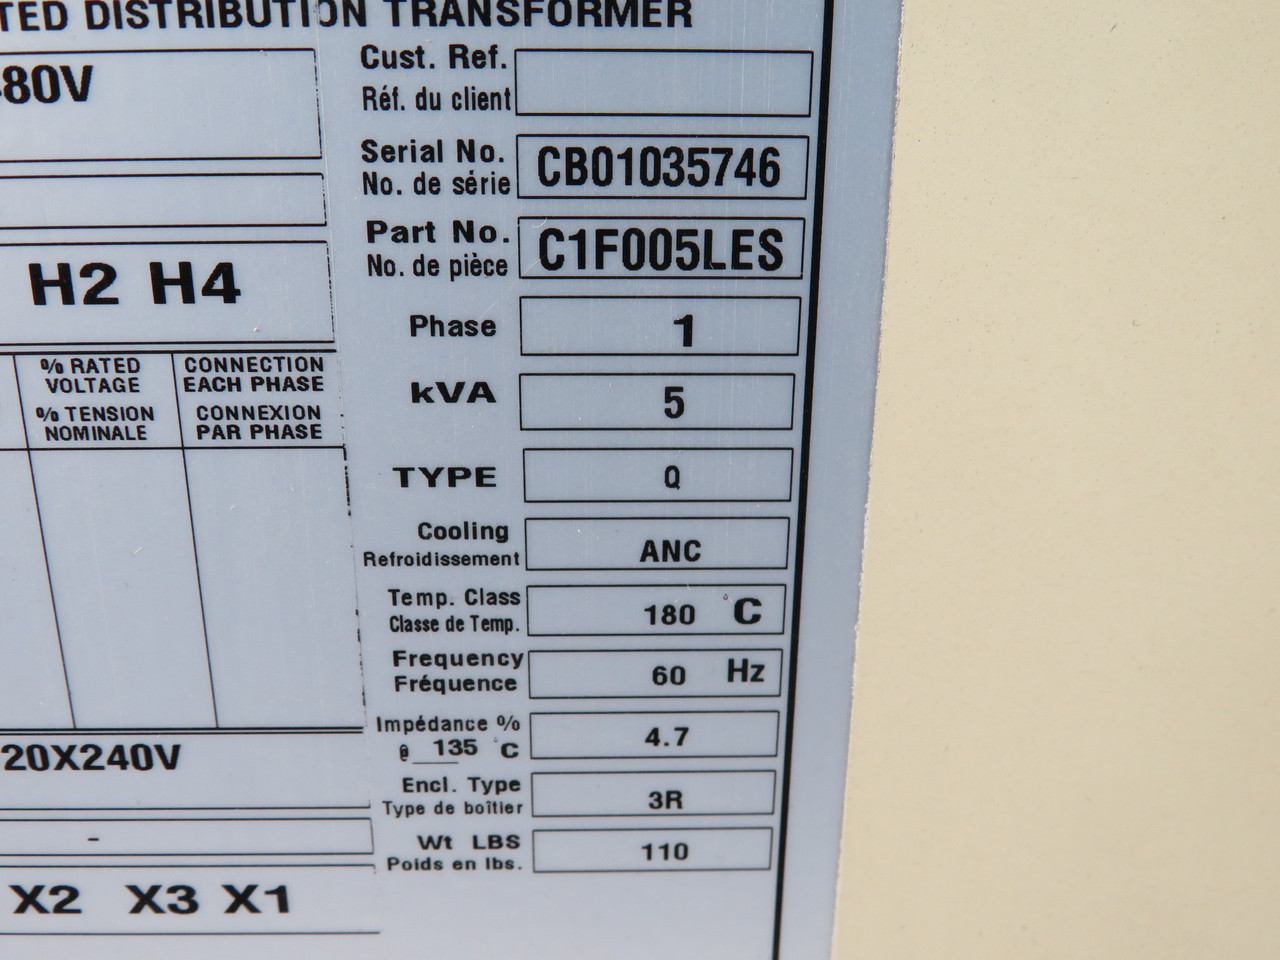 TED DISTRIBUTION TRANSFORMER
80V
H2 H4
% RATED VOLTAGE
% TENSION NOMINALE
CONNECTION EACH PHASE
CONNEXION PAR PHASE
20X240V
-
X2 X3 X1
Cust. Ref.
Réf. du client
Serial No.
No. de série
CB01035746
Part No.
No. de pièce
C1F005LES
Phase
1
kVA
5
TYPE
Q
Cooling
Refroidissement
ANC
Temp. Class
Classe de Temp.
180 °C
Frequency
Fréquence
60 Hz
Impédance %
@ 135 °C
4.7
Encl. Type
Type de boîtier
3R
Wt LBS
Poids en lbs.
110